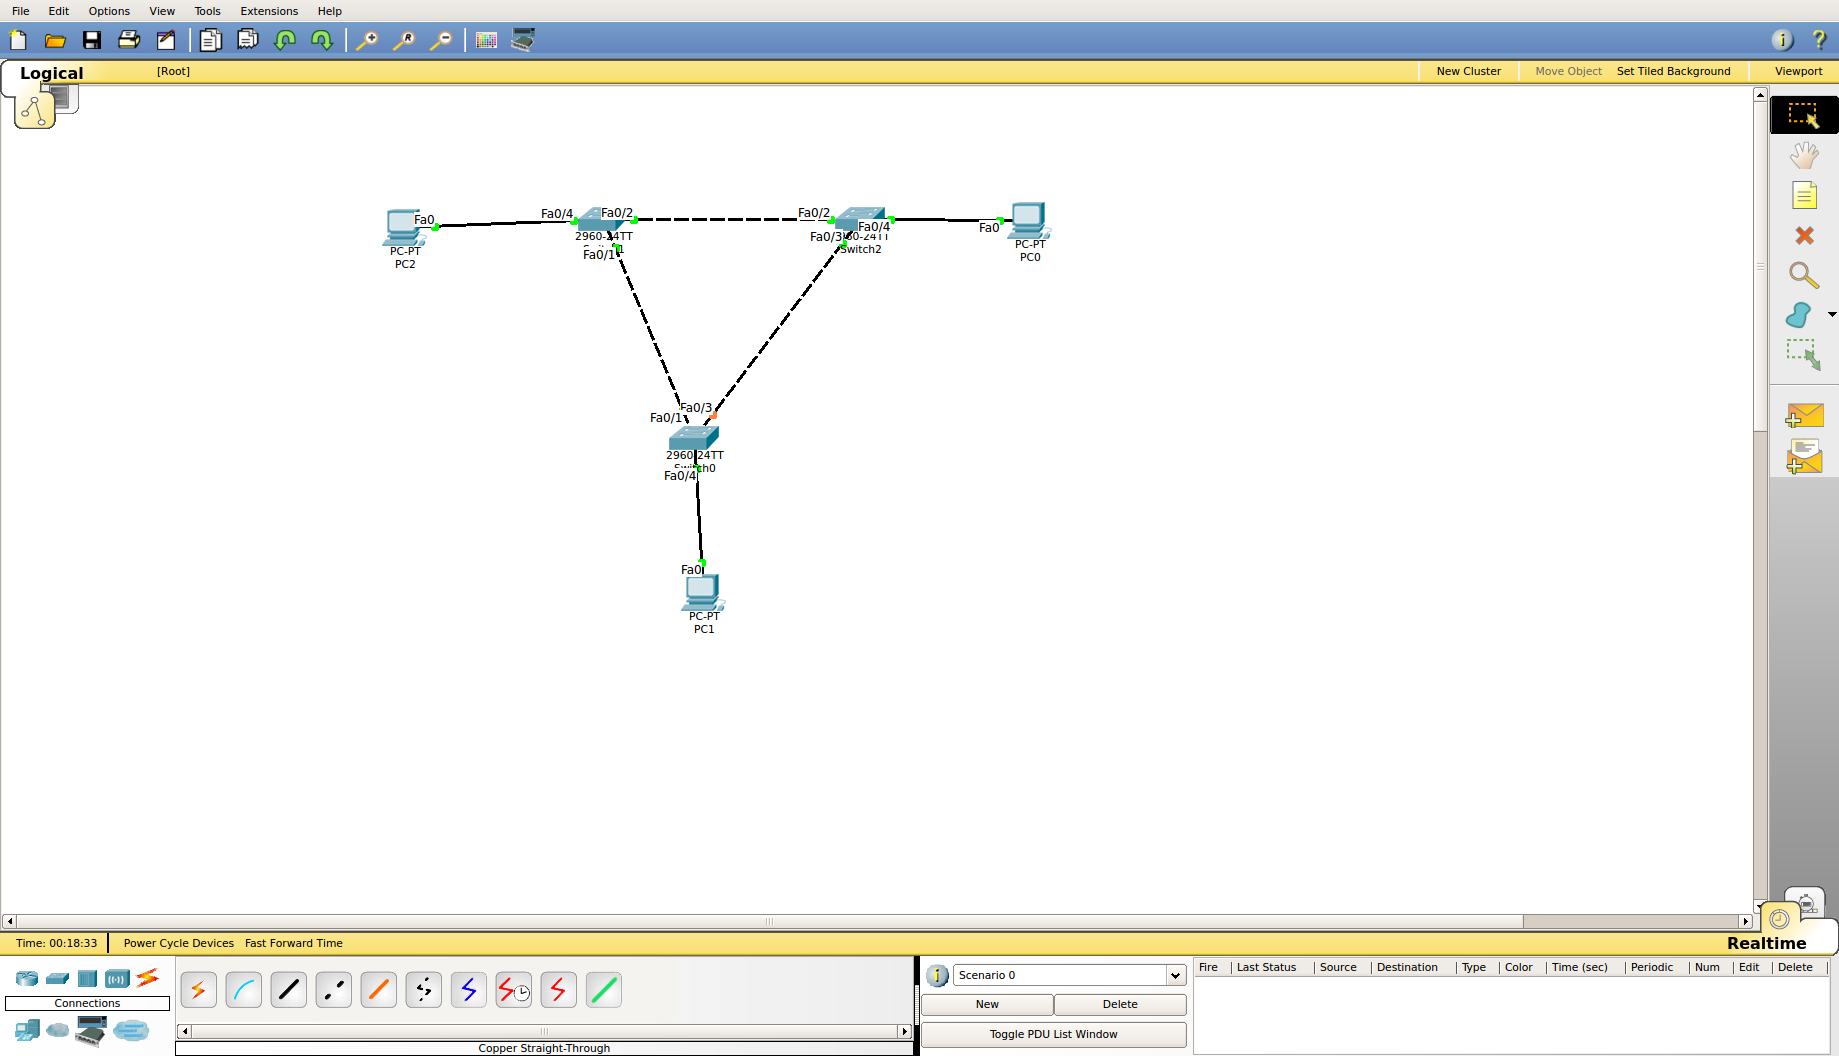 File Edit Options View Tools Extensions Help
Logical [Root] New Cluster Move Object Set Tiled Background Viewport
Fa0 Fa0/4 Fa0/2 Fa0/2 Fa0/4 Fa0
PC-PT
PC2
2960-24TT
Fa0/1
Fa0/3
Switch2
PC-PT
PC0
Fa0/3
Fa0/1
2960-24TT
Switch0
Fa0/4
Fa0
PC-PT
PC1
Time: 00:18:33 Power Cycle Devices Fast Forward Time Realtime
Connections
Copper Straight-Through
Scenario 0
New Delete
Toggle PDU List Window
Fire Last Status Source Destination Type Color Time (sec) Periodic Num Edit Delete